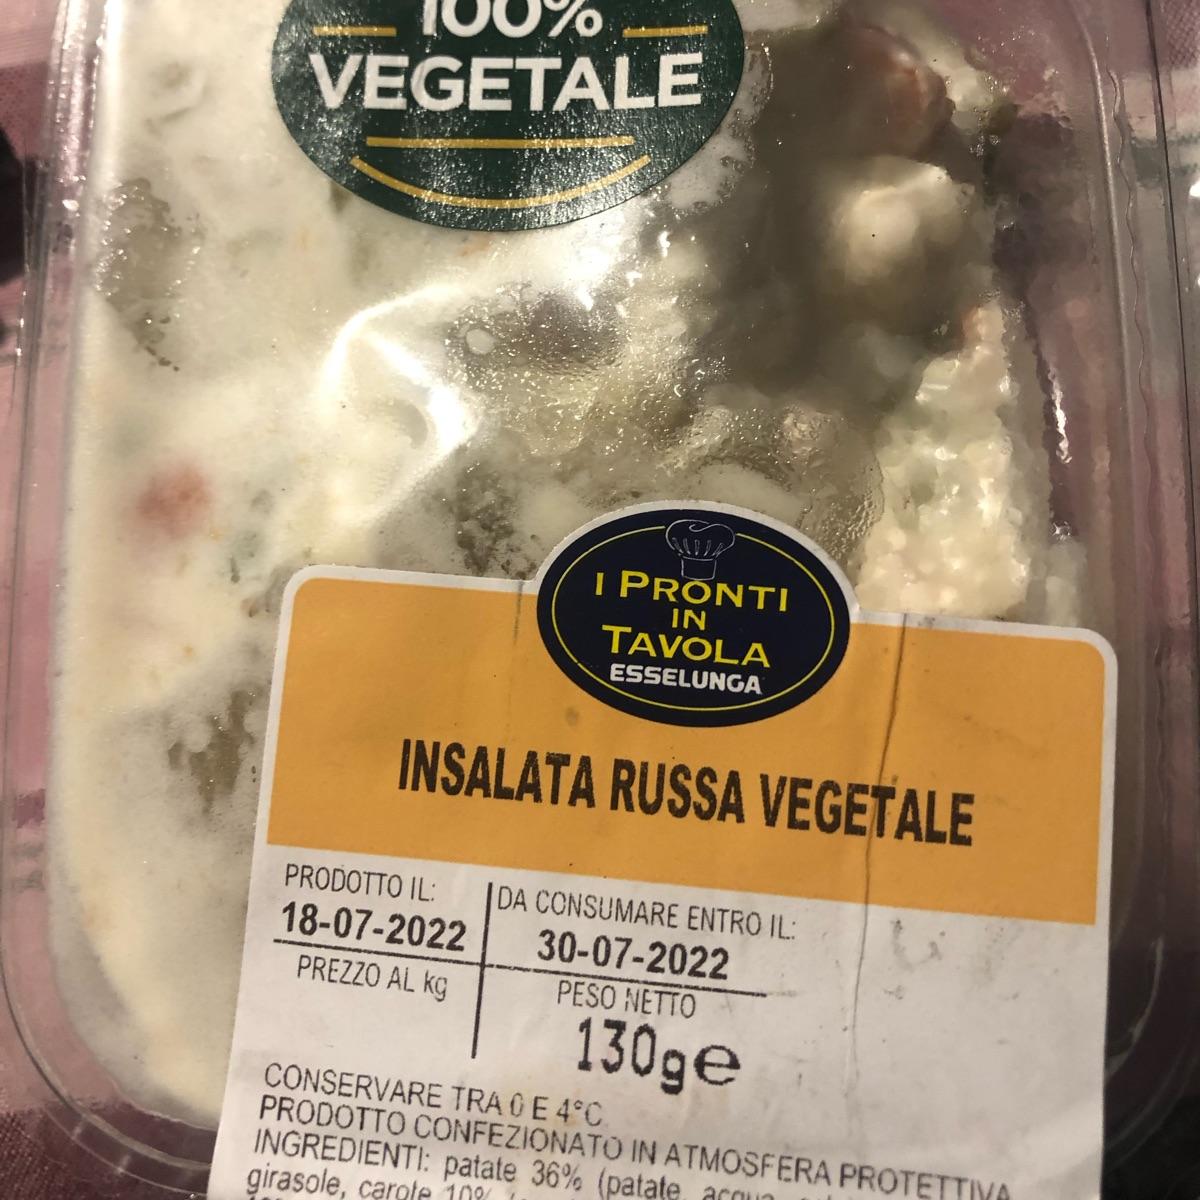 100%
VEGETALE
I PRONTI
IN
TAVOLA
ESSELUNGA
INSALATA RUSSA VEGETALE
PRODOTTO IL:
18-07-2022
DA CONSUMARE ENTRO IL:
30-07-2022
PREZZO AL kg
PESO NETTO
130g e
CONSERVARE TRA 0 E 4°C
PRODOTTO CONFEZIONATO IN ATMOSFERA PROTETTIVA
INGREDIENTI: patate 36% (patate, acqua,
girasole, carote 10%